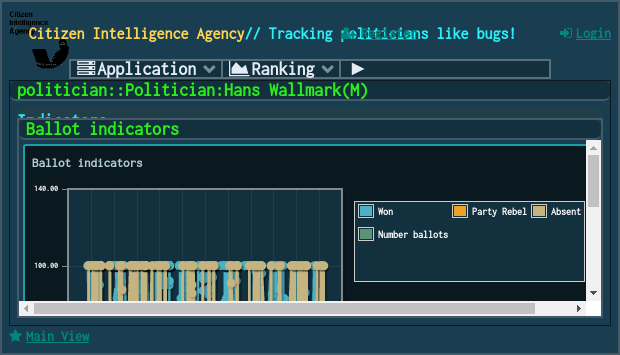 Citizen
Intelligence
Agency
Citizen Intelligence Agency// Tracking politicians like bugs!
Login
Application
Ranking
politician::Politician:Hans Wallmark(M)
Indicators
Ballot indicators
Ballot indicators
140.00
100.00
Won
Party Rebel
Absent
Number ballots
Main View